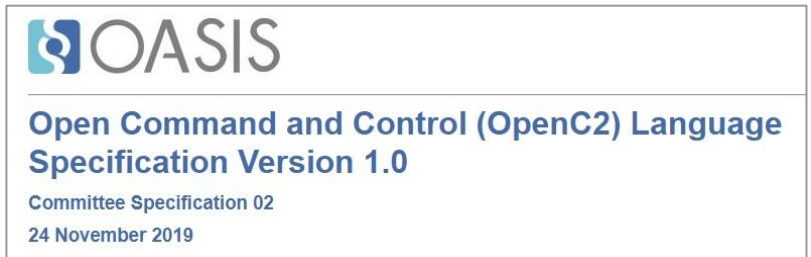 OASIS
Open Command and Control (OpenC2) Language
Specification Version 1.0
Committee Specification 02
24 November 2019